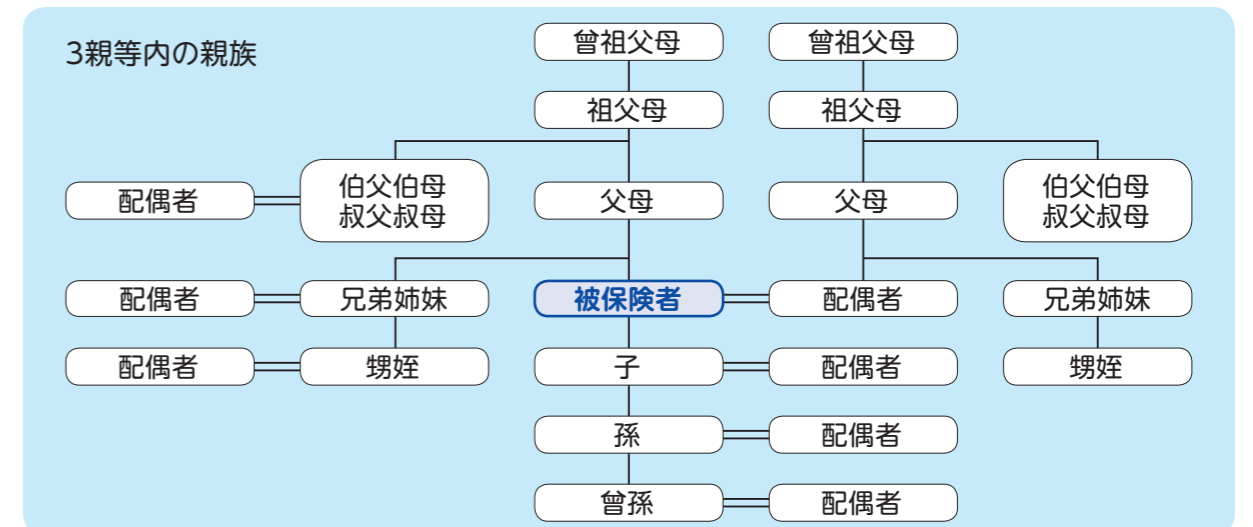 3親等内の親族
曾祖父母
曾祖父母
祖父母
祖父母
配偶者
伯父伯母
叔父叔母
父母
父母
伯父伯母
叔父叔母
配偶者
兄弟姉妹
被保険者
配偶者
兄弟姉妹
配偶者
甥姪
子
配偶者
甥姪
孫
配偶者
曾孫
配偶者